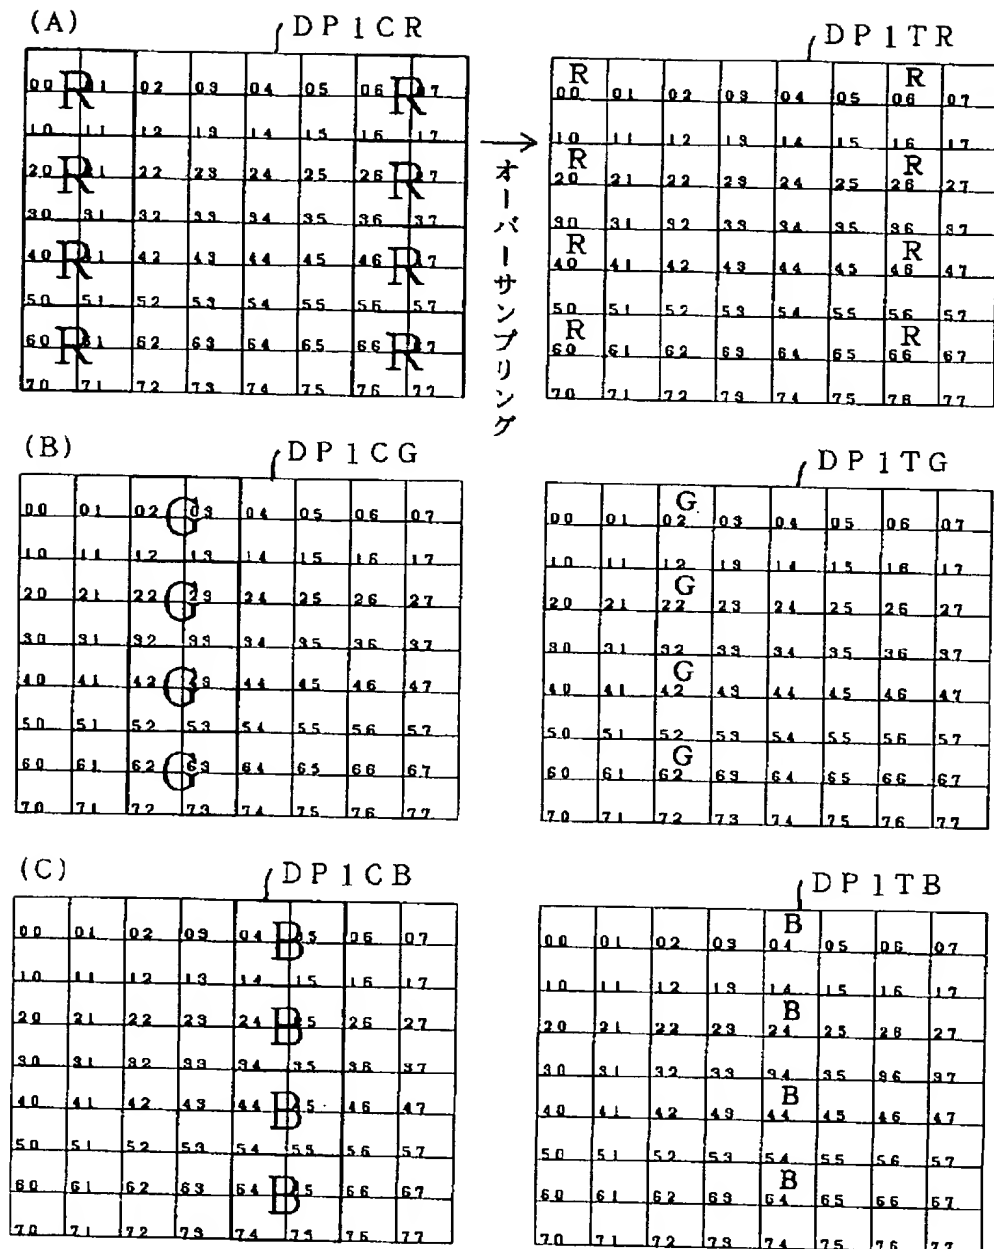 (A)
DP1CR
00 R 01 02 03 04 05 06 R 07
10 11 12 13 14 15 16 17
20 R 21 22 23 24 25 26 R 27
30 31 32 33 34 35 36 37
40 R 41 42 43 44 45 46 R 47
50 51 52 53 54 55 56 57
60 R 61 62 63 64 65 66 R 67
70 71 72 73 74 75 76 77
オーバーサンプリング
DP1TR
R R
00 01 02 03 04 05 06 07
10 11 12 13 14 15 16 17
R R
20 21 22 23 24 25 26 27
30 31 32 33 34 35 36 37
R R
40 41 42 43 44 45 46 47
50 51 52 53 54 55 56 57
R R
60 61 62 63 64 65 66 67
70 71 72 73 74 75 76 77
(B)
DP1CG
00 01 02 G 03 04 05 06 07
10 11 12 13 14 15 16 17
20 21 22 G 23 24 25 26 27
30 31 32 33 34 35 36 37
40 41 42 G 43 44 45 46 47
50 51 52 53 54 55 56 57
60 61 62 G 63 64 65 66 67
70 71 72 73 74 75 76 77
DP1TG
G
00 01 02 03 04 05 06 07
10 11 12 13 14 15 16 17
G
20 21 22 23 24 25 26 27
30 31 32 33 34 35 36 37
G
40 41 42 43 44 45 46 47
50 51 52 53 54 55 56 57
G
60 61 62 63 64 65 66 67
70 71 72 73 74 75 76 77
(C)
DP1CB
00 01 02 03 04 B 05 06 07
10 11 12 13 14 15 16 17
20 21 22 23 24 B 25 26 27
30 31 32 33 34 35 36 37
40 41 42 43 44 B 45 46 47
50 51 52 53 54 55 56 57
60 61 62 63 64 B 65 66 67
70 71 72 73 74 75 76 77
DP1TB
B
00 01 02 03 04 05 06 07
10 11 12 13 14 15 16 17
B
20 21 22 23 24 25 26 27
30 31 32 33 34 35 36 37
B
40 41 42 43 44 45 46 47
50 51 52 53 54 55 56 57
B
60 61 62 63 64 65 66 67
70 71 72 73 74 75 76 77